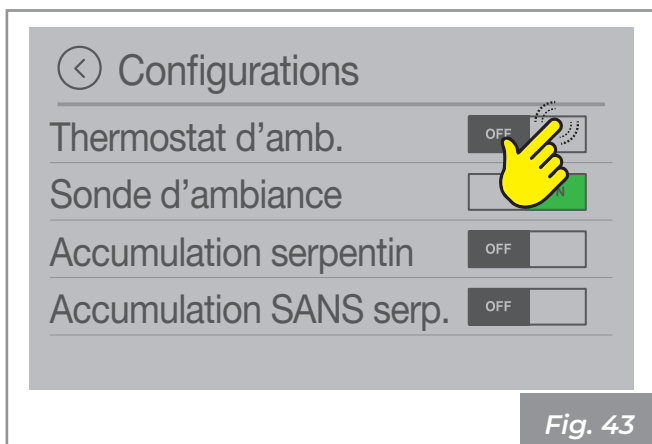 Configurations
Thermostat d'amb. OFF
Sonde d'ambiance
Accumulation serpentin OFF
Accumulation SANS serp. OFF
Fig. 43